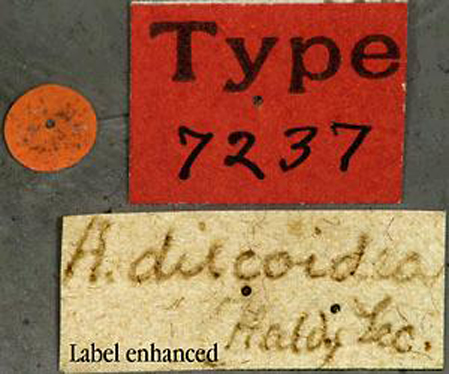 Type
7237
H. discoidea
Hald, Lec.
Label enhanced